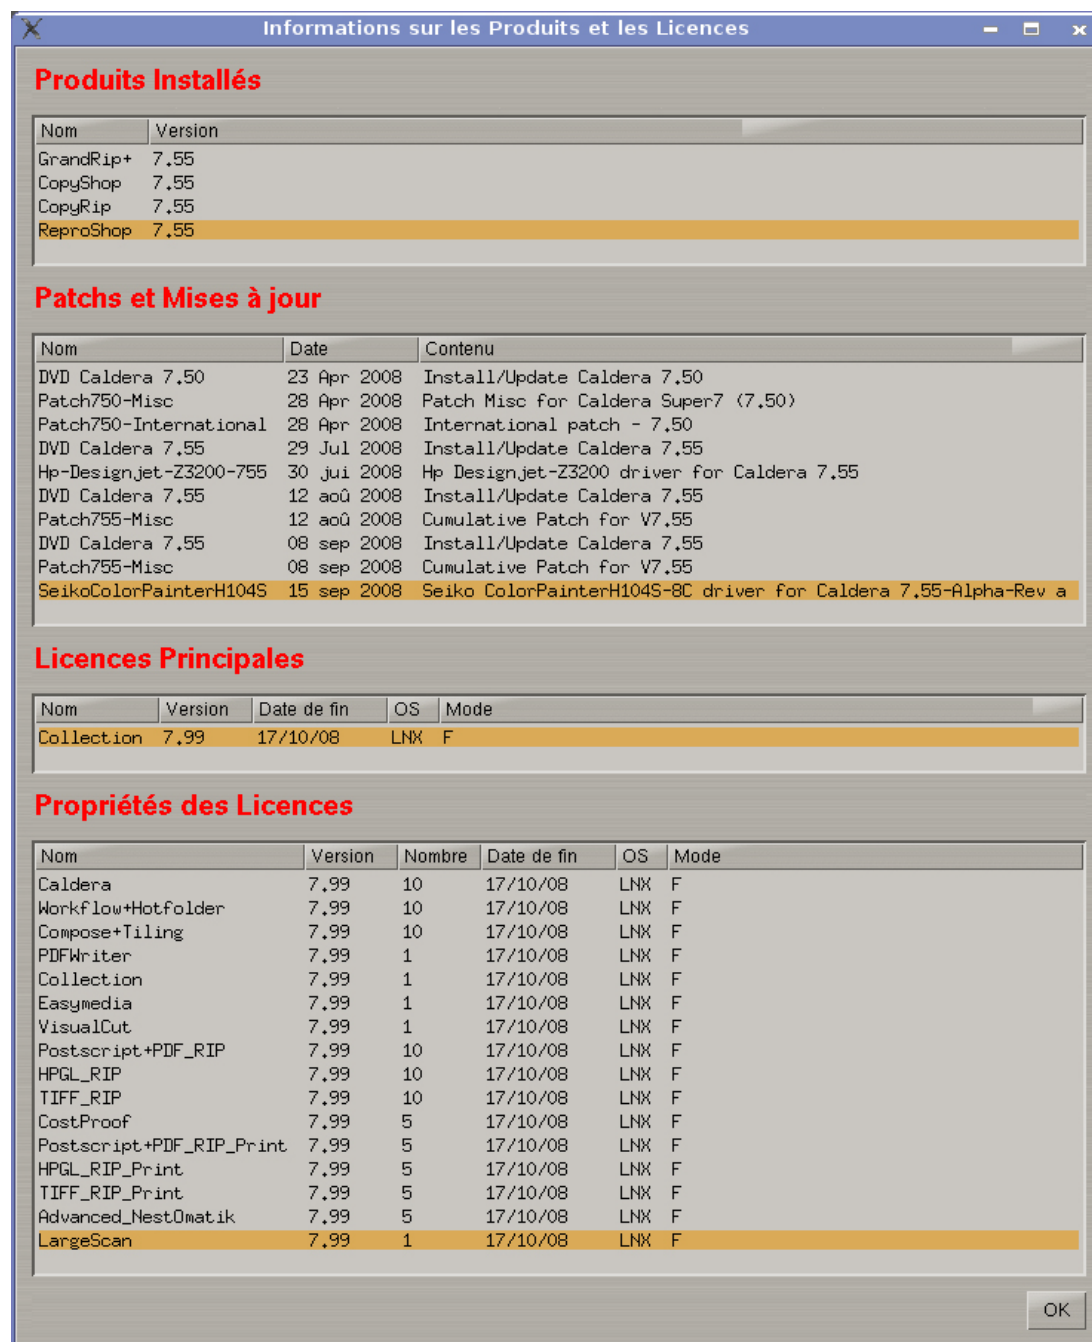 Informations sur les Produits et les Licences
Produits Installés
Nom Version
GrandRip+ 7.55
CopyShop 7.55
CopyRip 7.55
ReproShop 7.55
Patchs et Mises à jour
Nom Date Contenu
DVD Caldera 7.50 23 Apr 2008 Install/Update Caldera 7.50
Patch750-Misc 28 Apr 2008 Patch Misc for Caldera Super7 (7.50)
Patch750-International 28 Apr 2008 International patch - 7.50
DVD Caldera 7.55 29 Jul 2008 Install/Update Caldera 7.55
Hp-Designjet-Z3200-755 30 jui 2008 Hp Designjet-Z3200 driver for Caldera 7.55
DVD Caldera 7.55 12 aoû 2008 Install/Update Caldera 7.55
Patch755-Misc 12 aoû 2008 Cumulative Patch for V7.55
DVD Caldera 7.55 08 sep 2008 Install/Update Caldera 7.55
Patch755-Misc 08 sep 2008 Cumulative Patch for V7.55
SeikoColorPainterH104S 15 sep 2008 Seiko ColorPainterH104S-8C driver for Caldera 7.55-Alpha-Rev a
Licences Principales
Nom Version Date de fin OS Mode
Collection 7.99 17/10/08 LNX F
Propriétés des Licences
Nom Version Nombre Date de fin OS Mode
Caldera 7.99 10 17/10/08 LNX F
Workflow+Hotfolder 7.99 10 17/10/08 LNX F
Compose+Tiling 7.99 10 17/10/08 LNX F
PDFWriter 7.99 1 17/10/08 LNX F
Collection 7.99 1 17/10/08 LNX F
Easymedia 7.99 1 17/10/08 LNX F
VisualCut 7.99 1 17/10/08 LNX F
Postscript+PDF_RIP 7.99 10 17/10/08 LNX F
HPGL_RIP 7.99 10 17/10/08 LNX F
TIFF_RIP 7.99 10 17/10/08 LNX F
CostProof 7.99 5 17/10/08 LNX F
Postscript+PDF_RIP_Print 7.99 5 17/10/08 LNX F
HPGL_RIP_Print 7.99 5 17/10/08 LNX F
TIFF_RIP_Print 7.99 5 17/10/08 LNX F
Advanced_NestOmatik 7.99 5 17/10/08 LNX F
LargeScan 7.99 1 17/10/08 LNX F
OK